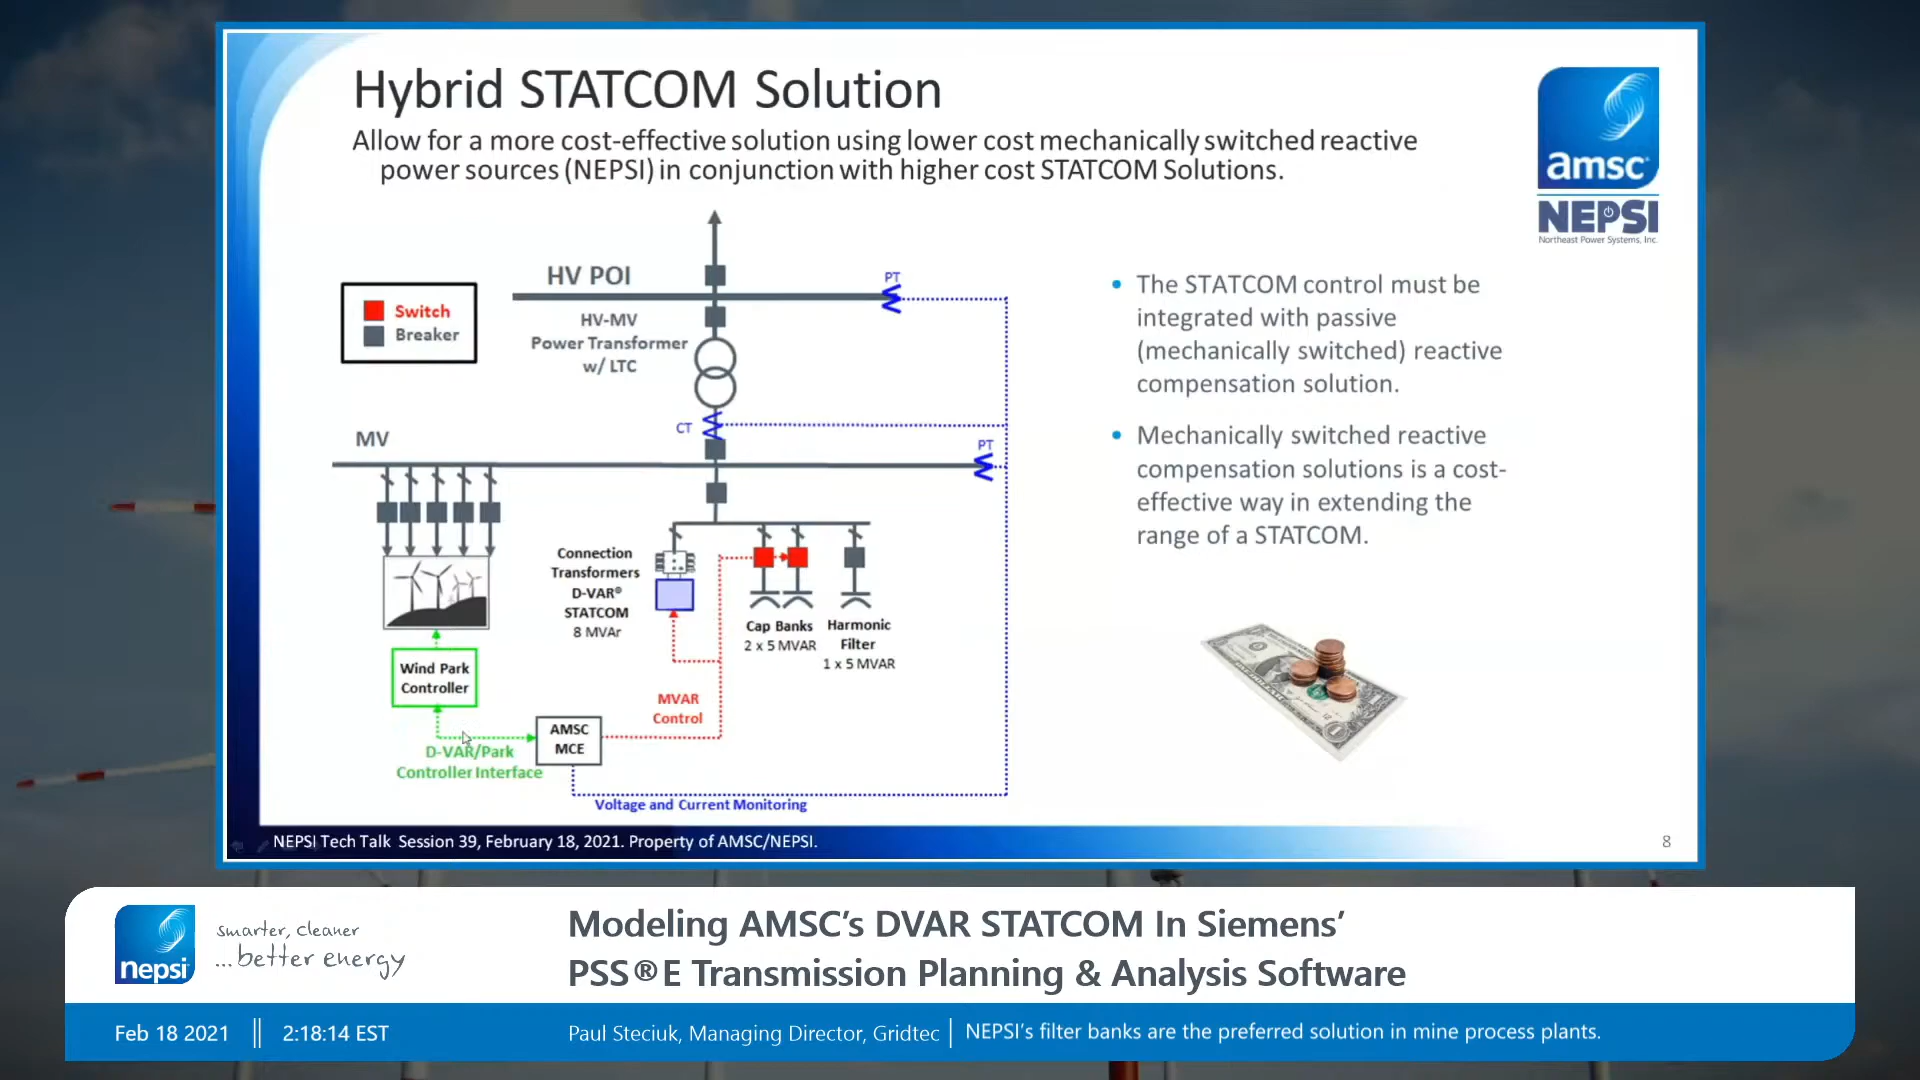 Hybrid STATCOM Solution
Allow for a more cost-effective solution using lower cost mechanically switched reactive
power sources (NEPSI) in conjunction with higher cost STATCOM Solutions.
amsc
NEPSI
Northeast Power Systems, Inc.
HV POI
PT
Switch
Breaker
HV-MV
Power Transformer
w/ LTC
CT
MV
PT
Connection
Transformers
D-VAR®
STATCOM
8 MVAr
Cap Banks
2 x 5 MVAR
Harmonic
Filter
1 x 5 MVAR
Wind Park
Controller
MVAR
Control
AMSC
MCE
D-VAR/Park
Controller Interface
Voltage and Current Monitoring
• The STATCOM control must be
integrated with passive
(mechanically switched) reactive
compensation solution.
• Mechanically switched reactive
compensation solutions is a cost-
effective way in extending the
range of a STATCOM.
NEPSI Tech Talk Session 39, February 18, 2021. Property of AMSC/NEPSI.
8
nepsi
smarter, cleaner
...better energy
Modeling AMSC’s DVAR STATCOM In Siemens’
PSS®E Transmission Planning & Analysis Software
Feb 18 2021 || 2:18:14 EST
Paul Steciuk, Managing Director, Gridtec | NEPSI’s filter banks are the preferred solution in mine process plants.